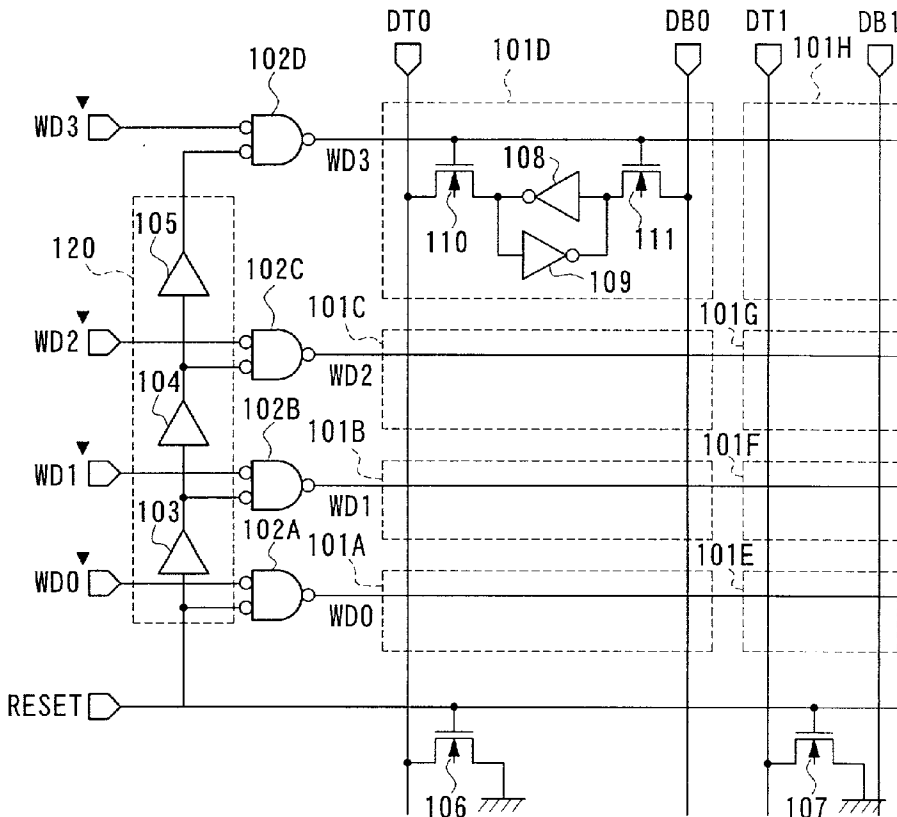 DT0 DB0 DT1 DB1
102D 101D 101H
WD3 WD3 108
110 111
109
105
120 102C 101C 101G
WD2 WD2
104 102B 101B 101F
WD1 WD1
103 102A 101A 101E
WD0 WD0
RESET
106 107